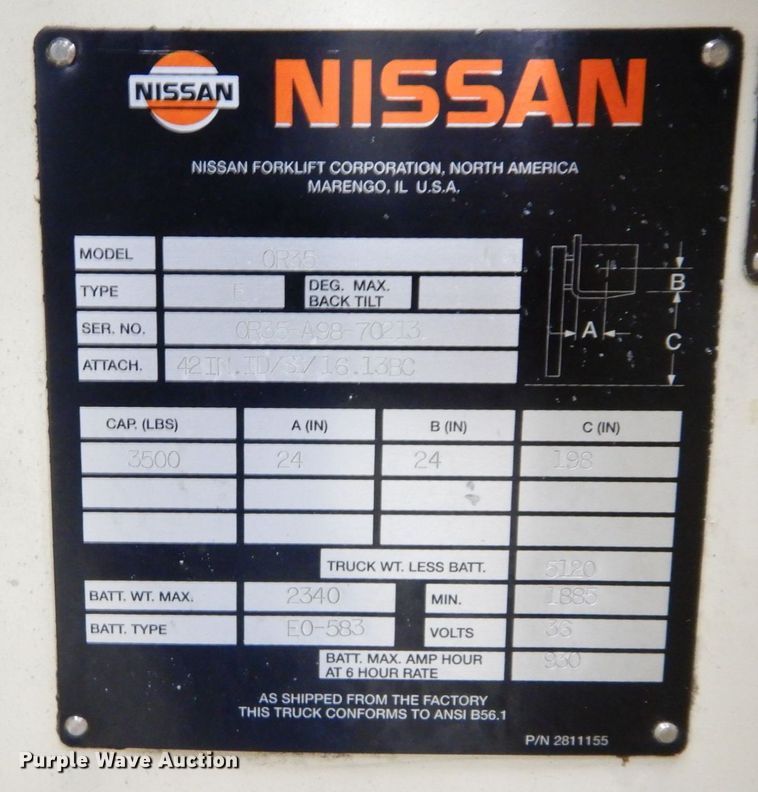 NISSAN NISSAN
NISSAN FORKLIFT CORPORATION, NORTH AMERICA
MARENGO, IL U.S.A.
MODEL OR35
TYPE E DEG. MAX. BACK TILT
SER. NO. OR35-A98-70213
ATTACH. 42IN.ID/S/16.13BC
B
A
C
CAP. (LBS) A (IN) B (IN) C (IN)
3500 24 24 198
TRUCK WT. LESS BATT. 5120
BATT. WT. MAX. 2340 MIN. 1885
BATT. TYPE EO-583 VOLTS 36
BATT. MAX. AMP HOUR AT 6 HOUR RATE 930
AS SHIPPED FROM THE FACTORY
THIS TRUCK CONFORMS TO ANSI B56.1
P/N 2811155
Purple Wave Auction